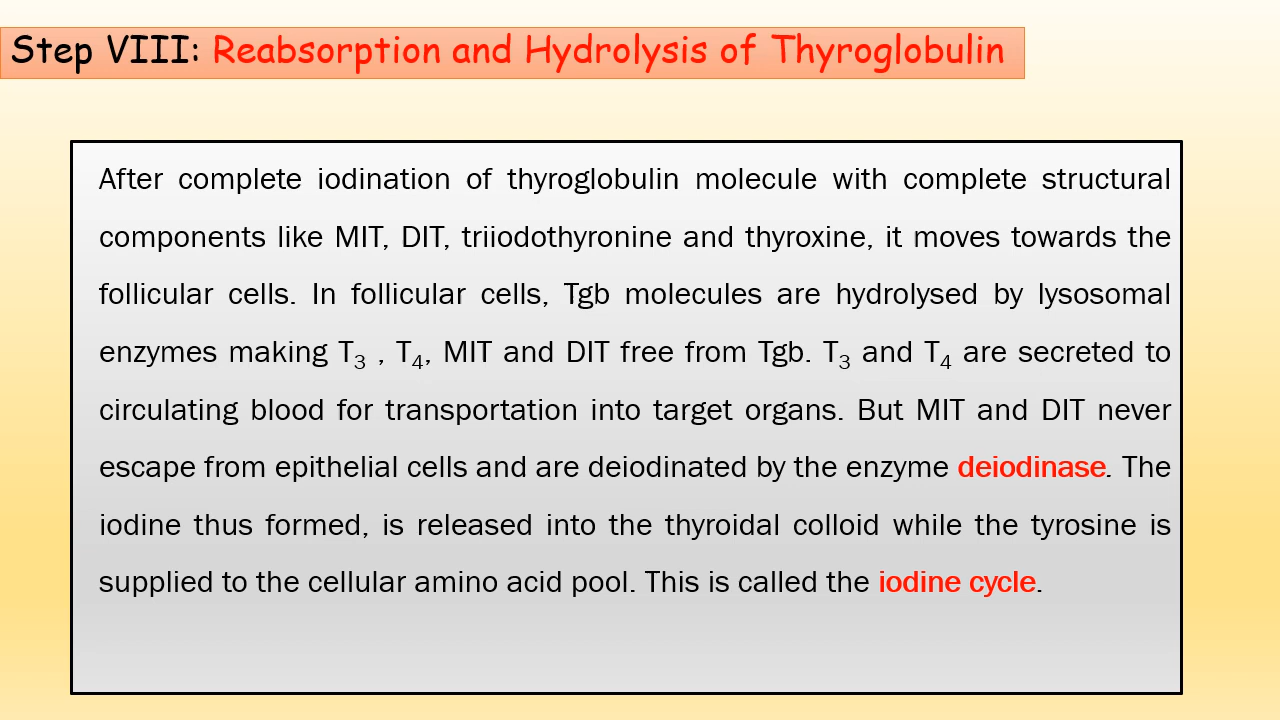 Step VIII: Reabsorption and Hydrolysis of Thyroglobulin
After complete iodination of thyroglobulin molecule with complete structural
components like MIT, DIT, triiodothyronine and thyroxine, it moves towards the
follicular cells. In follicular cells, Tgb molecules are hydrolysed by lysosomal
enzymes making T₃ , T₄, MIT and DIT free from Tgb. T₃ and T₄ are secreted to
circulating blood for transportation into target organs. But MIT and DIT never
escape from epithelial cells and are deiodinated by the enzyme deiodinase. The
iodine thus formed, is released into the thyroidal colloid while the tyrosine is
supplied to the cellular amino acid pool. This is called the iodine cycle.